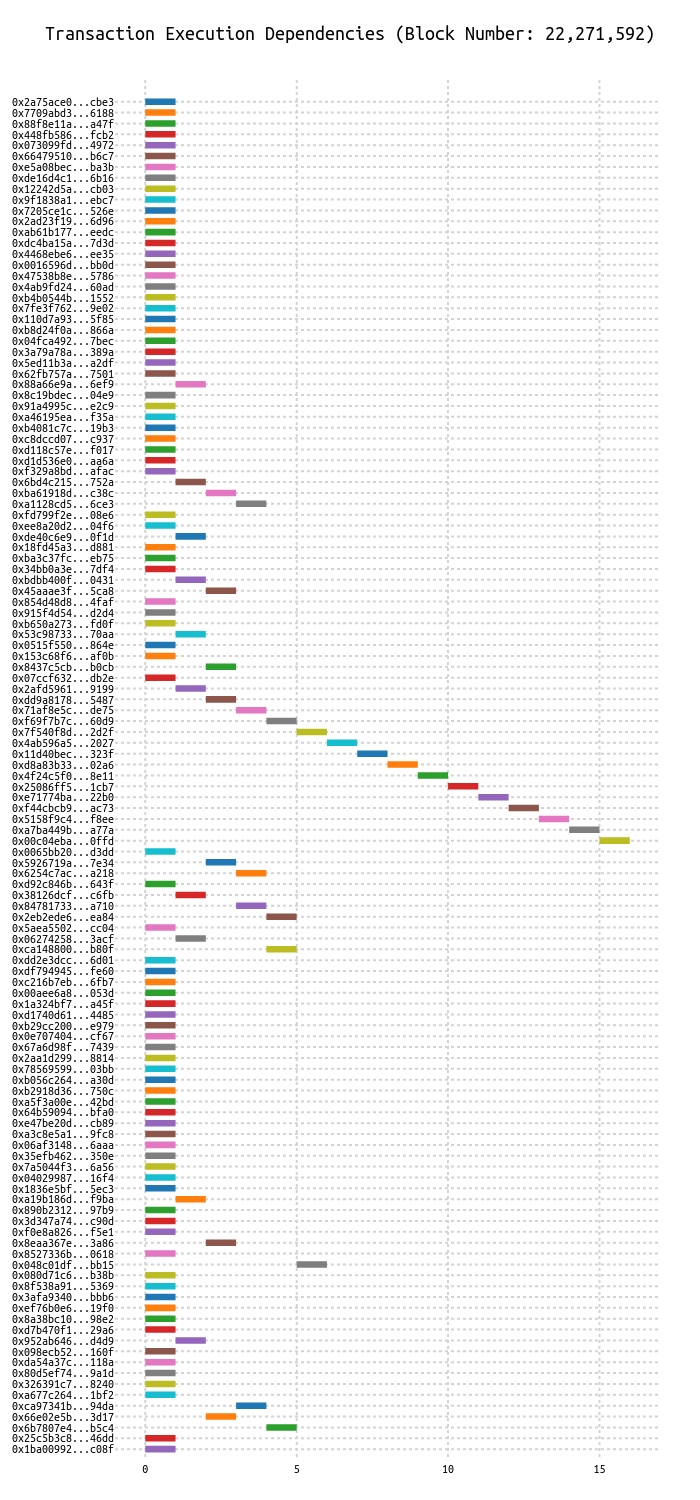 Transaction Execution Dependencies (Block Number: 22,271,592)
0x2a75ace0...cbe3
0x7709abd3...6188
0x88f8e11a...a47f
0x448fb586...fcb2
0x073099fd...4972
0x66479510...b6c7
0xe5a08bec...ba3b
0xde16d4c1...6b16
0x12242d5a...cb03
0x9f1838a1...ebc7
0x7205ce1c...526e
0x2ad23f19...6d96
0xab61b177...eedc
0xdc4ba15a...7d3d
0x4468ebe6...ee35
0x0016596d...bb0d
0x47538b8e...5786
0x4ab9fd24...60ad
0xb4b0544b...1552
0x7fe3f762...9e02
0x110d7a93...5f85
0xb8d24f0a...866a
0x04fca492...7bec
0x3a79a78a...389a
0x5ed11b3a...a2df
0x62fb757a...7501
0x88a66e9a...6ef9
0x8c19bdec...04e9
0x91a4995c...e2c9
0xa46195ea...f35a
0xb4081c7c...19b3
0xc8dccd07...c937
0xd118c57e...f017
0xd1d536e0...aa6a
0xf329a8bd...afac
0x6bd4c215...752a
0xba61918d...c38c
0xa1128cd5...6ce3
0xfd799f2e...08e6
0xee8a20d2...04f6
0xde40c6e9...0f1d
0x18fd45a3...d881
0xba3c37fc...eb75
0x34bb0a3e...7df4
0xbdbb400f...0431
0x45aaae3f...5ca8
0x854d48d8...4faf
0x915f4d54...d2d4
0xb650a273...fd0f
0x53c98733...70aa
0x0515f550...864e
0x153c68f6...af0b
0x8437c5cb...b0cb
0x07ccf632...db2e
0x2afd5961...9199
0xdd9a8178...5487
0x71af8e5c...de75
0xf69f7b7c...60d9
0x7f540f8d...2d2f
0x4ab596a5...2027
0x11d40bec...323f
0xd8a83b33...02a6
0x4f24c5f0...8e11
0x25086ff5...1cb7
0xe71774ba...22b0
0xf44cbcb9...ac73
0x5158f9c4...f8ee
0xa7ba449b...a77a
0x00c04eba...0ffd
0x0065bb20...d3dd
0x5926719a...7e34
0x6254c7ac...a218
0xd92c846b...643f
0x38126dcf...c6fb
0x84781733...a710
0x2eb2ede6...ea84
0x5aea5502...cc04
0x06274258...3acf
0xca148800...b80f
0xdd2e3dcc...6d01
0xdf794945...fe60
0xc216b7eb...6fb7
0x00aee6a8...053d
0x1a324bf7...a45f
0xd1740d61...4485
0xb29cc200...e979
0x0e707404...cf67
0x67a6d98f...7439
0x2aa1d299...8814
0x78569599...03bb
0xb056c264...a30d
0xb2918d36...750c
0xa5f3a00e...42bd
0x64b59094...bfa0
0xe47be20d...cb89
0xa3c8e5a1...9fc8
0x06af3148...6aaa
0x35efb462...350e
0x7a5044f3...6a56
0x04029987...16f4
0x1836e5bf...5ec3
0xa19b186d...f9ba
0x890b2312...97b9
0x3d347a74...c90d
0xf0e8a826...f5e1
0x8eaa367e...3a86
0x8527336b...0618
0x048c01df...bb15
0x080d71c6...b38b
0x8f538a91...5369
0x3afa9340...bbb6
0xef76b0e6...19f0
0x8a38bc10...98e2
0xd7b470f1...29a6
0x952ab646...d4d9
0x098ecb52...160f
0xda54a37c...118a
0x80d5ef74...9a1d
0x326391c7...8240
0xa677c264...1bf2
0xca97341b...94da
0x66e02e5b...3d17
0x6b7807e4...b5c4
0x25c5b3c8...46dd
0x1ba00992...c08f
0 5 10 15